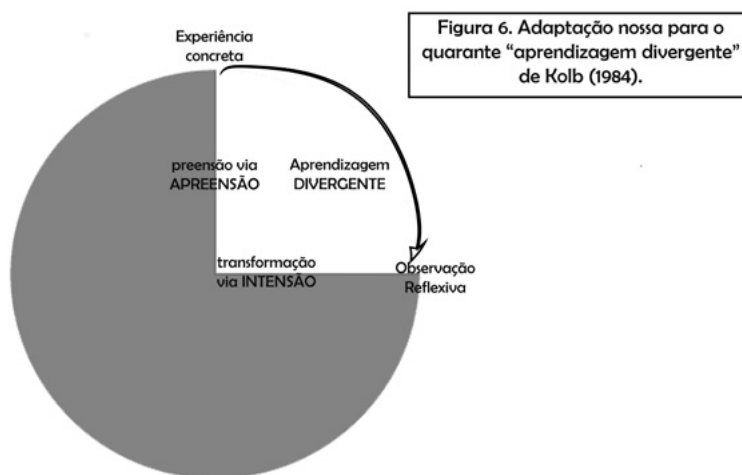 Figura 6. Adaptação nossa para o
quarante “aprendizagem divergente”
de Kolb (1984).
Experiência
concreta
preensão via
APREENSÃO
Aprendizagem
DIVERGENTE
transformação
via INTENSÃO
Observação
Reflexiva